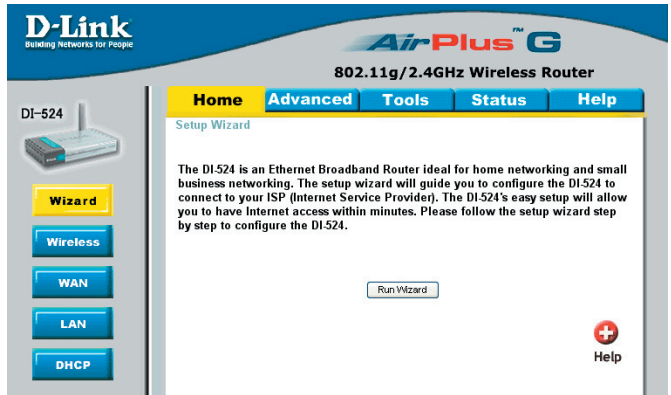 D-Link
Building Networks for People
AirPlus™ G
802.11g/2.4GHz Wireless Router
DI-524
Home Advanced Tools Status Help
Setup Wizard
The DI-524 is an Ethernet Broadband Router ideal for home networking and small
business networking. The setup wizard will guide you to configure the DI-524 to
connect to your ISP (Internet Service Provider). The DI-524's easy setup will allow
you to have Internet access within minutes. Please follow the setup wizard step
by step to configure the DI-524.
Wizard
Wireless
WAN
LAN
DHCP
Run Wizard
Help